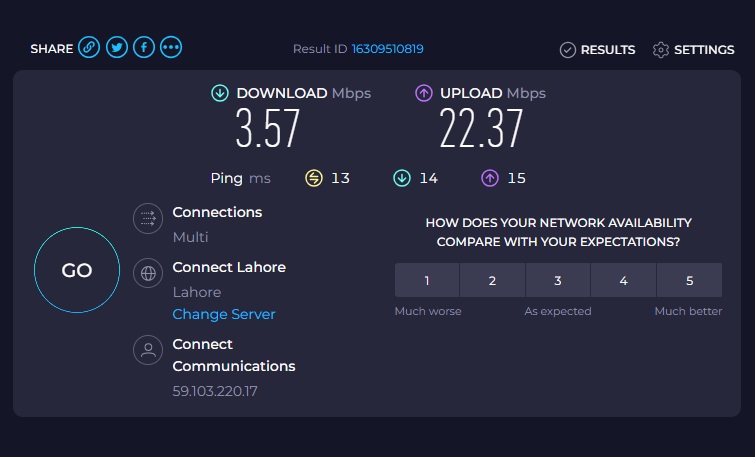 SHARE
Result ID 16309510819
RESULTS
SETTINGS
DOWNLOAD Mbps
3.57
UPLOAD Mbps
22.37
Ping ms
13
14
15
GO
Connections
Multi
Connect Lahore
Lahore
Change Server
Connect
Communications
59.103.220.17
HOW DOES YOUR NETWORK AVAILABILITY
COMPARE WITH YOUR EXPECTATIONS?
1 2 3 4 5
Much worse As expected Much better